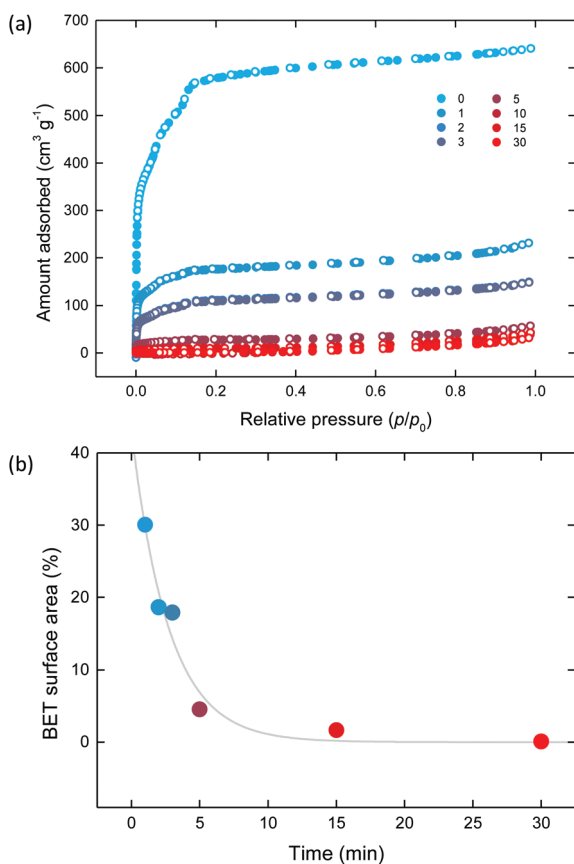 (a)
700
600
500
400
300
200
100
0
Amount adsorbed (cm³ g⁻¹)
0 5
1 10
2 15
3 30
0.0 0.2 0.4 0.6 0.8 1.0
Relative pressure (p/p₀)
(b)
40
30
20
10
0
BET surface area (%)
0 5 10 15 20 25 30
Time (min)